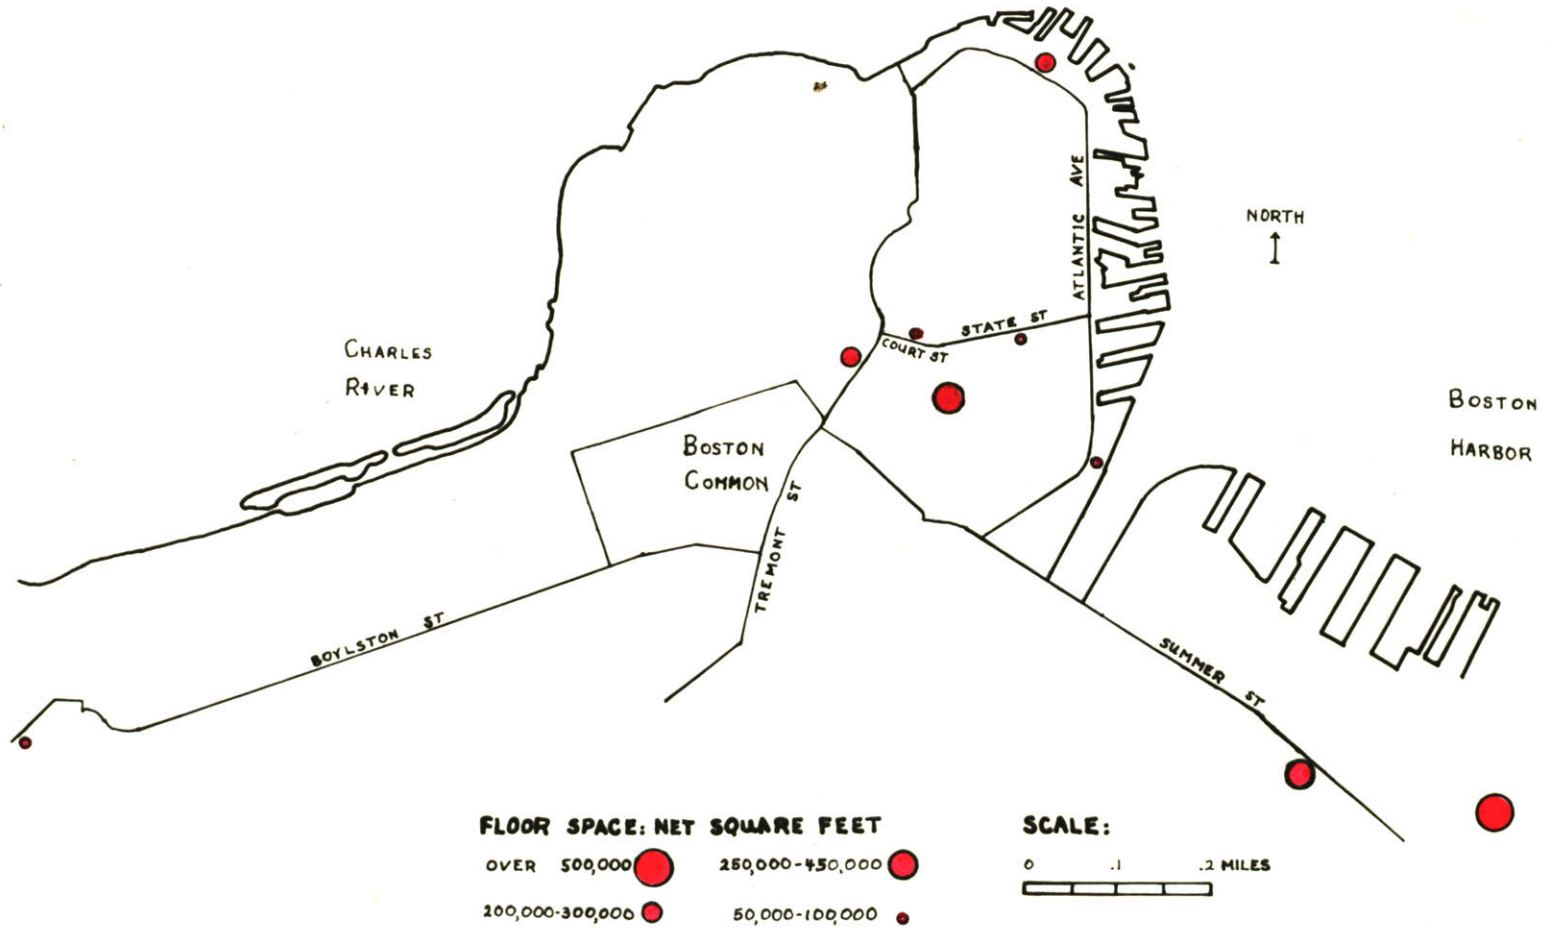 NORTH
ATLANTIC AVE
STATE ST
COURT ST
CHARLES
RIVER
BOSTON
COMMON
BOSTON
HARBOR
TREMONT ST
BOYLSTON ST
SUMMER ST
FLOOR SPACE: NET SQUARE FEET
OVER 500,000
250,000-450,000
200,000-300,000
50,000-100,000
SCALE:
0 .1 .2 MILES